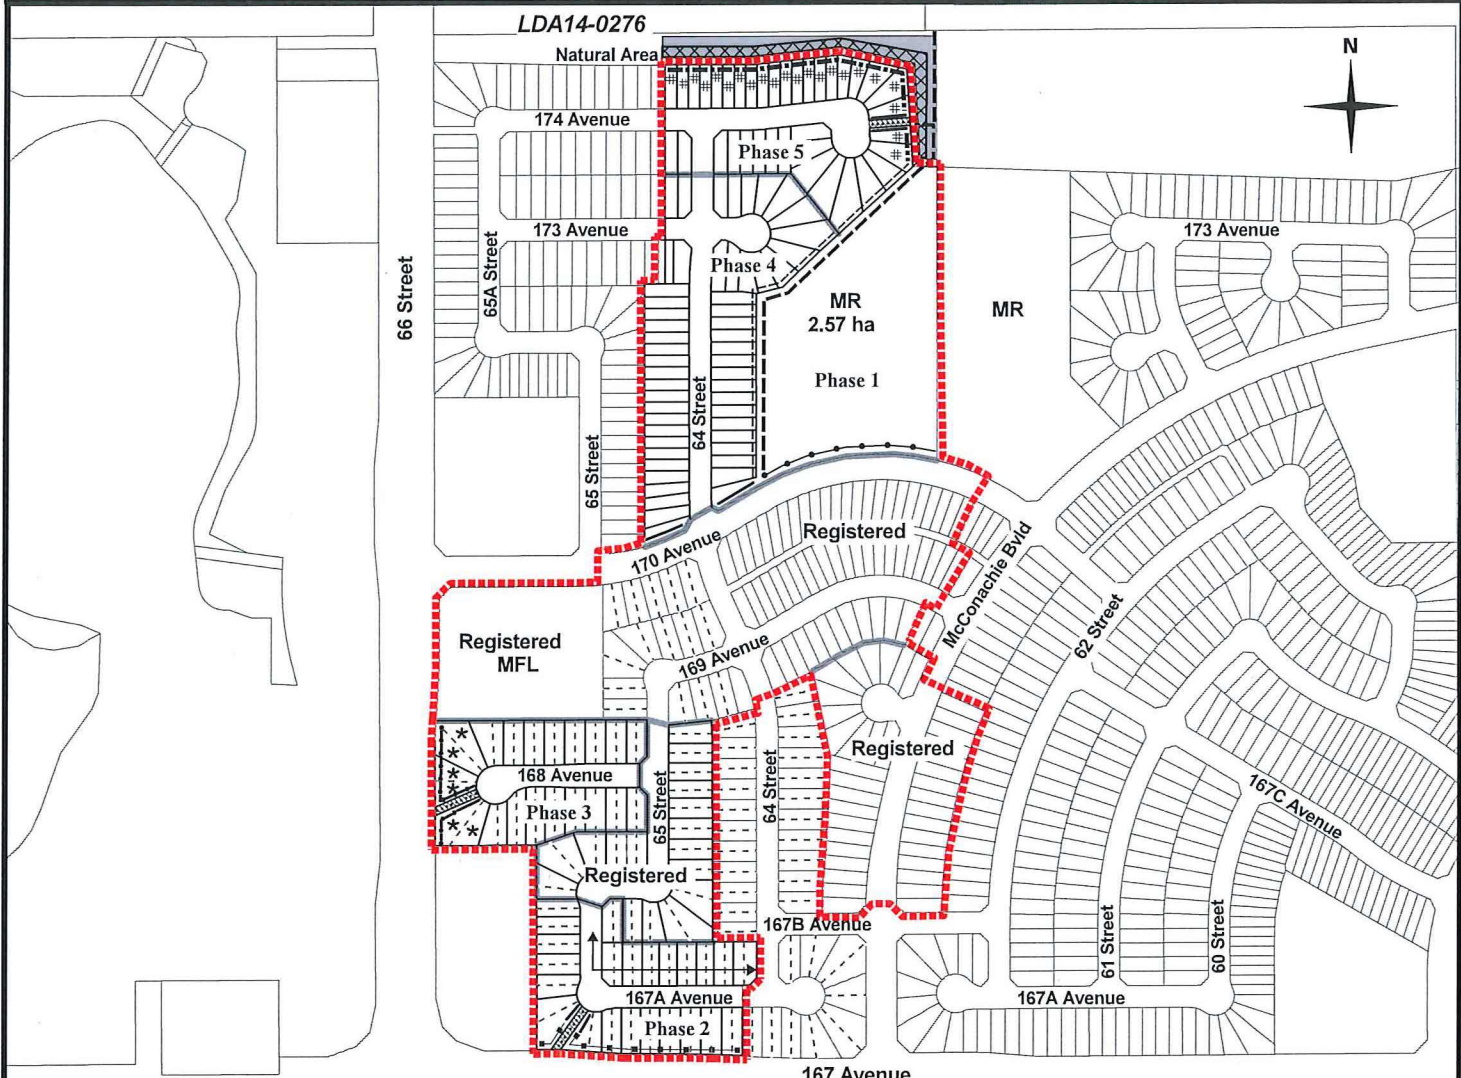 LDA14-0276
Natural Area
N
174 Avenue
Phase 5
173 Avenue
173 Avenue
65A Street
66 Street
Phase 4
MR
2.57 ha
MR
Phase 1
64 Street
65 Street
170 Avenue
Registered
McConachie Bvld
62 Street
Registered
MFL
169 Avenue
Registered
64 Street
168 Avenue
Phase 3
65 Street
167C Avenue
Registered
167B Avenue
61 Street
60 Street
167A Avenue
167A Avenue
Phase 2
167 Avenue